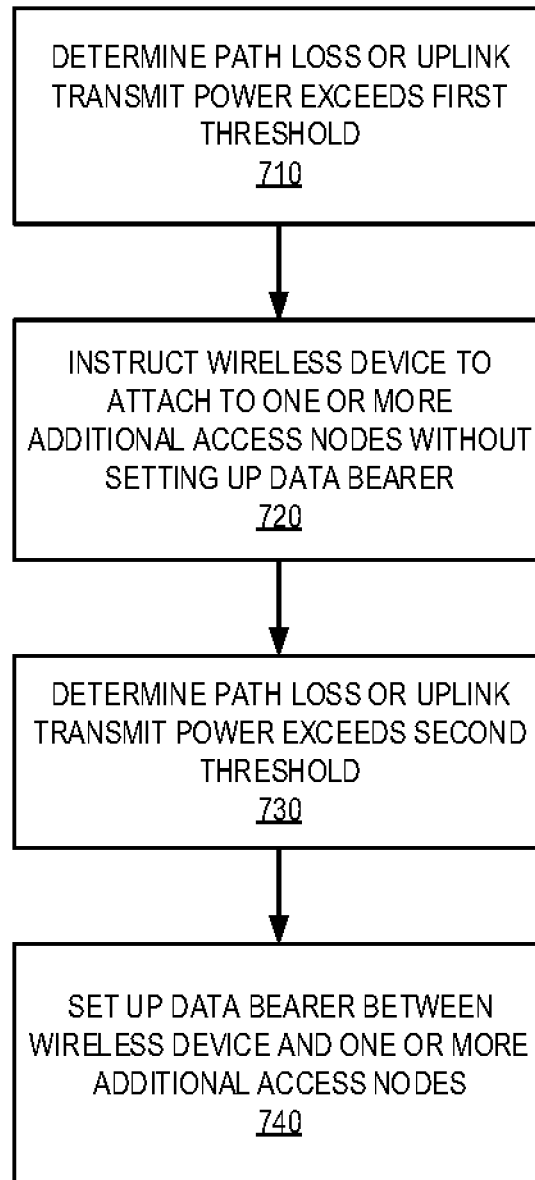 DETERMINE PATH LOSS OR UPLINK
TRANSMIT POWER EXCEEDS FIRST
THRESHOLD
710
INSTRUCT WIRELESS DEVICE TO
ATTACH TO ONE OR MORE
ADDITIONAL ACCESS NODES WITHOUT
SETTING UP DATA BEARER
720
DETERMINE PATH LOSS OR UPLINK
TRANSMIT POWER EXCEEDS SECOND
THRESHOLD
730
SET UP DATA BEARER BETWEEN
WIRELESS DEVICE AND ONE OR MORE
ADDITIONAL ACCESS NODES
740